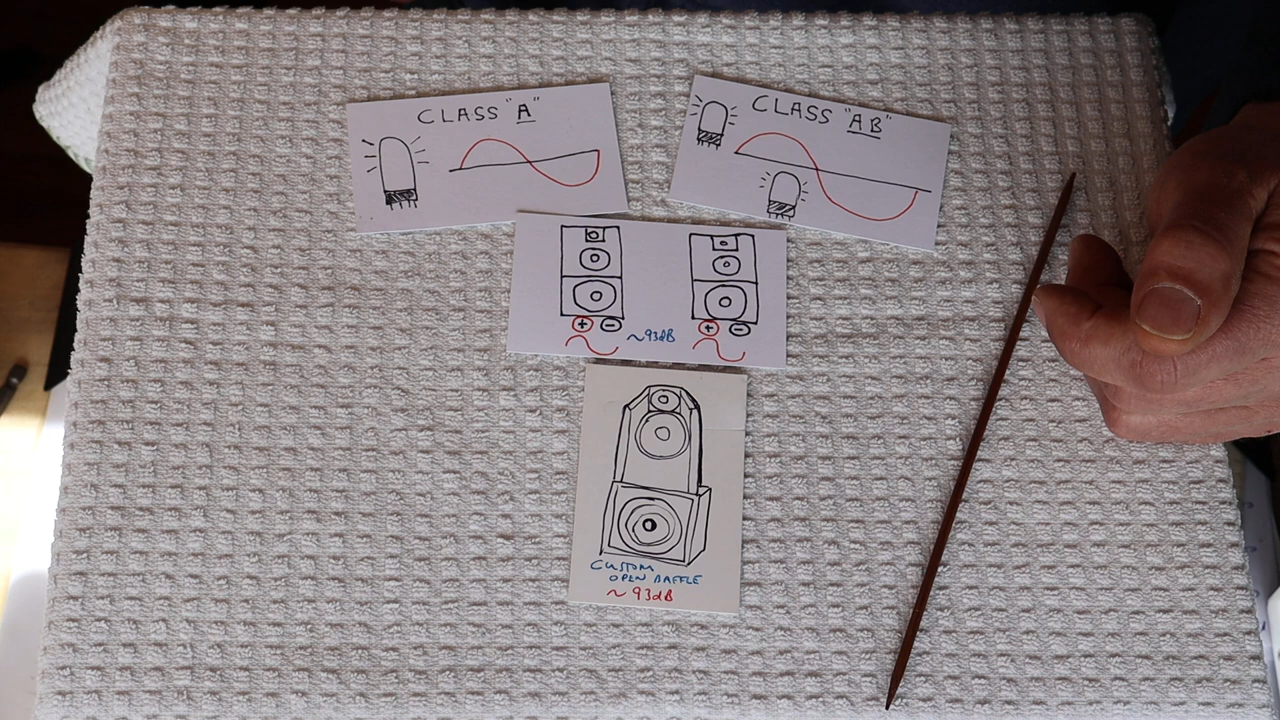 CLASS "A"
CLASS "AB"
+ - ~93dB + -
CUSTOM
OPEN BAFFLE
~93dB